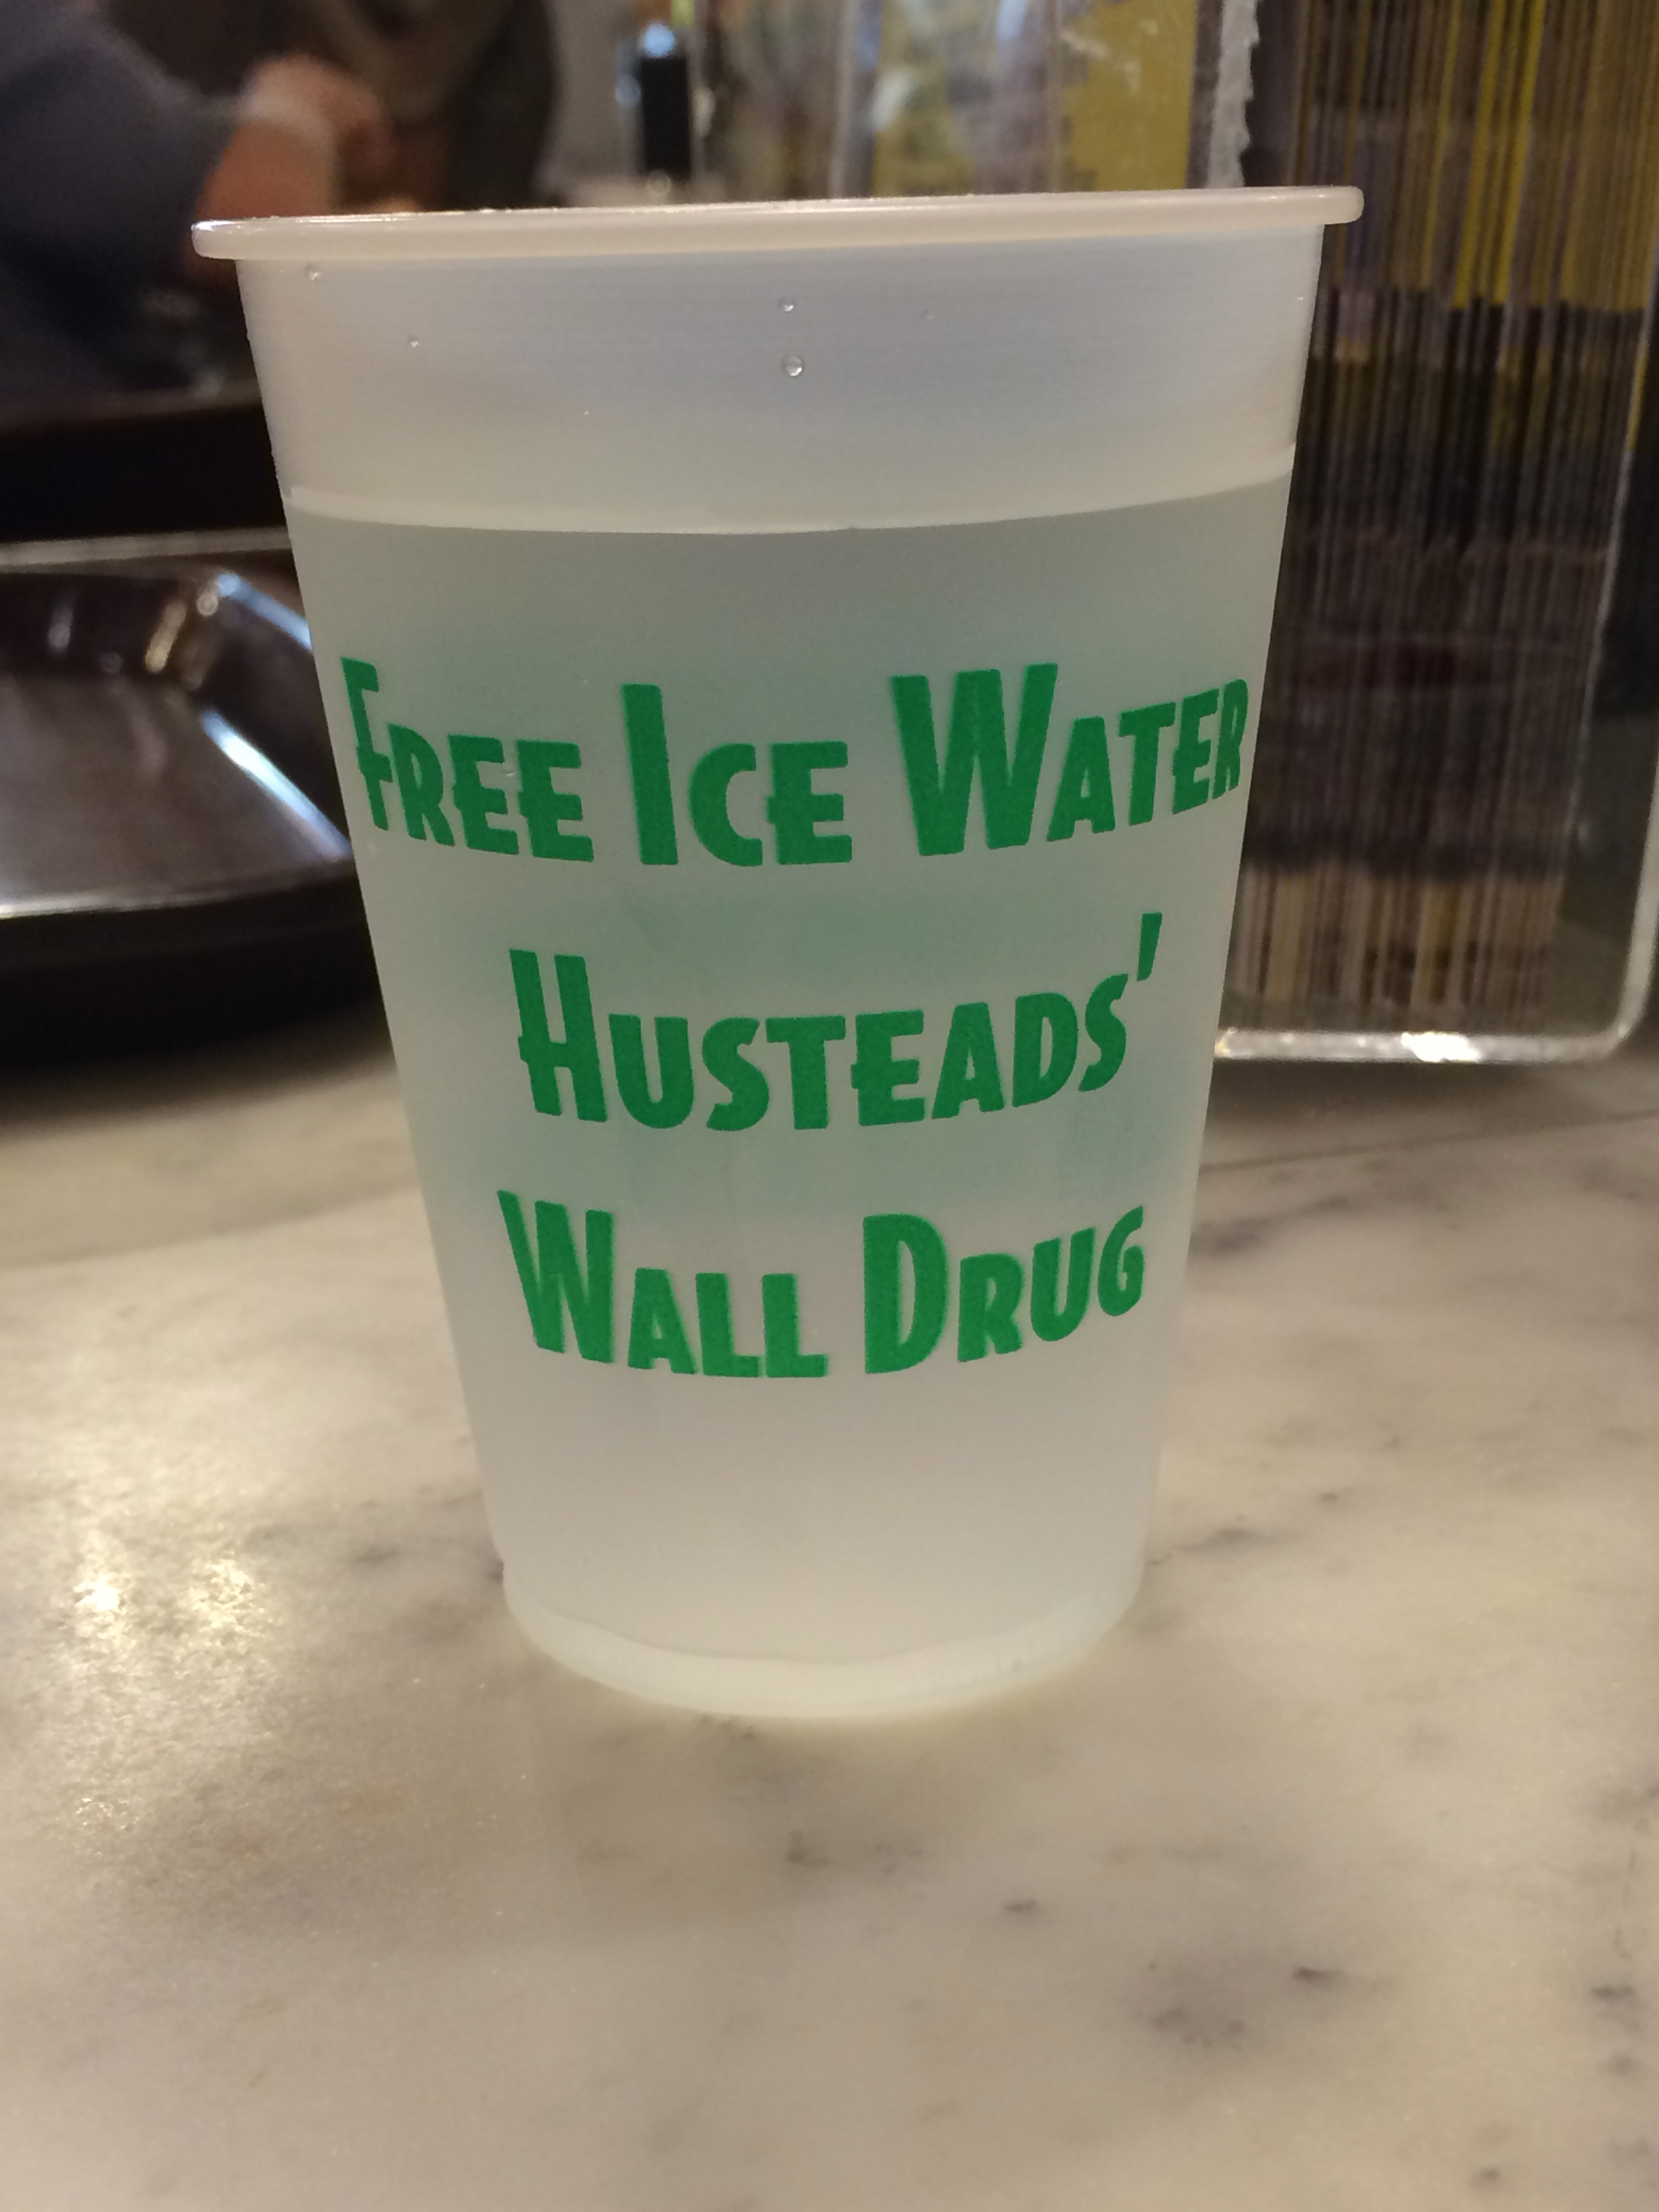 Free Ice Water
Husteads'
Wall Drug